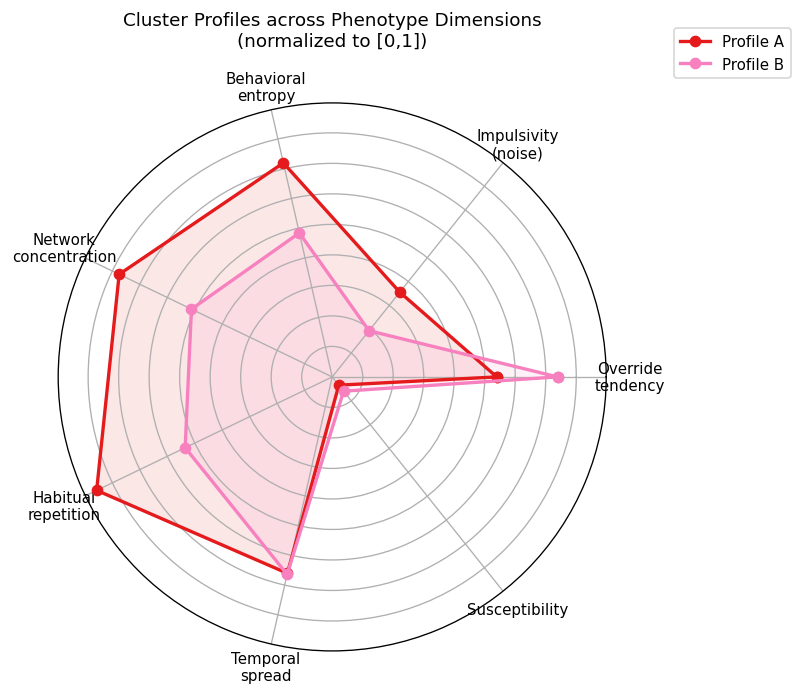 Cluster Profiles across Phenotype Dimensions
(normalized to [0,1])
Profile A
Profile B
Behavioral
entropy
Impulsivity
(noise)
Network
concentration
Override
tendency
Habitual
repetition
Susceptibility
Temporal
spread